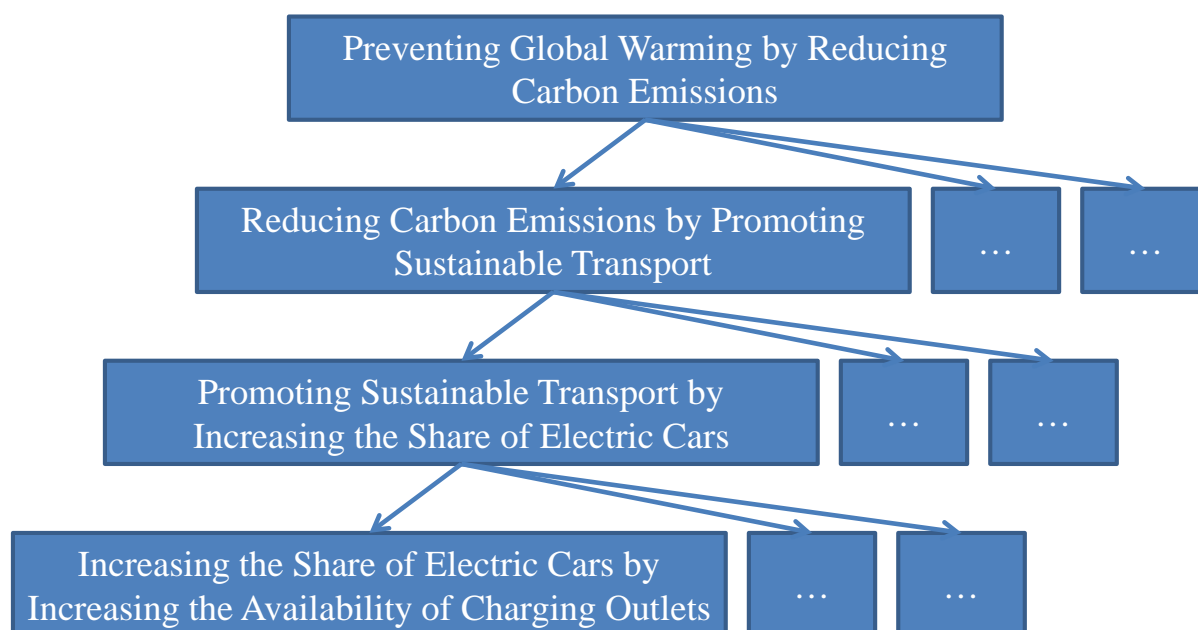 Preventing Global Warming by Reducing
Carbon Emissions
Reducing Carbon Emissions by Promoting
Sustainable Transport
…
…
Promoting Sustainable Transport by
Increasing the Share of Electric Cars
…
…
Increasing the Share of Electric Cars by
Increasing the Availability of Charging Outlets
…
…